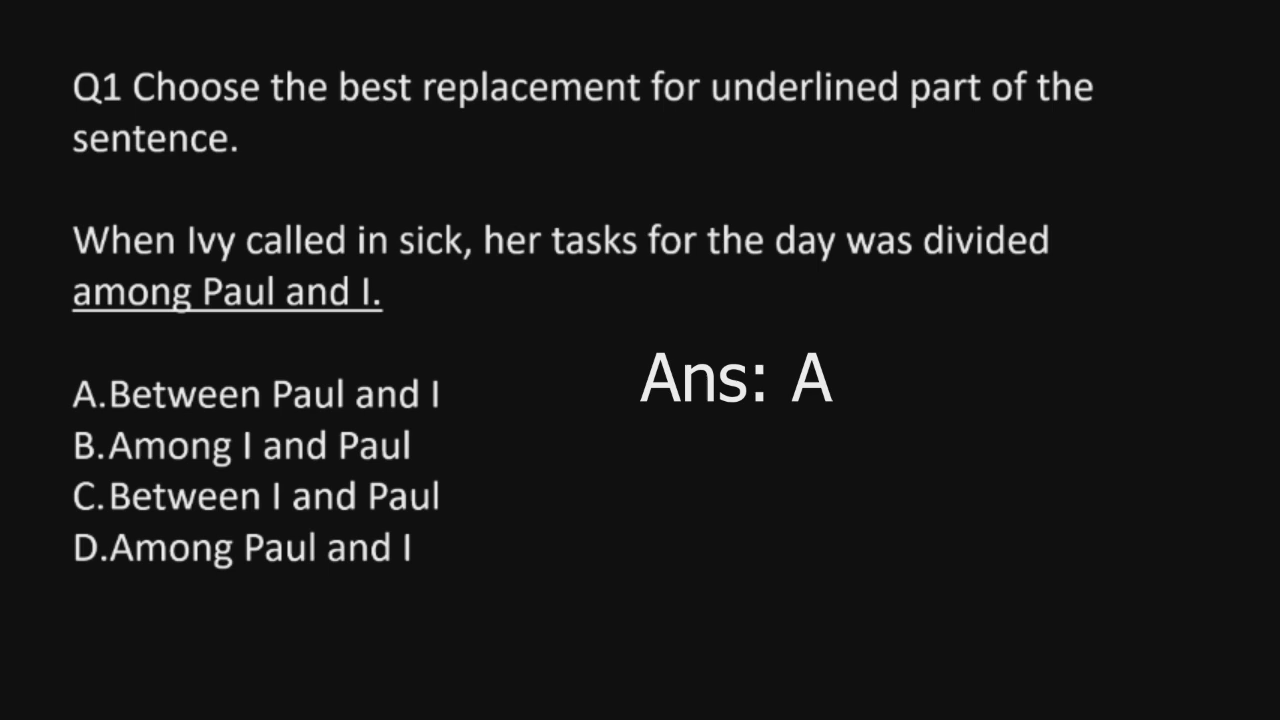 Q1 Choose the best replacement for underlined part of the
sentence.
When Ivy called in sick, her tasks for the day was divided
among Paul and I.
A.Between Paul and I
Ans: A
B.Among I and Paul
C.Between I and Paul
D.Among Paul and I